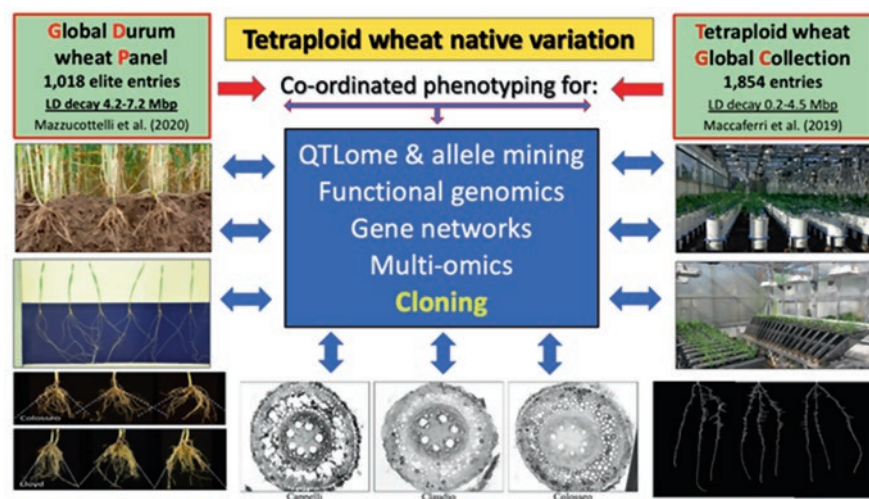 Global Durum
wheat Panel
1,018 elite entries
LD decay 4.2-7.2 Mbp
Mazzucottelli et al. (2020)
Tetraploid wheat native variation
Co-ordinated phenotyping for:
Tetraploid wheat
Global Collection
1,854 entries
LD decay 0.2-4.5 Mbp
Maccaferri et al. (2019)
QTLome & allele mining
Functional genomics
Gene networks
Multi-omics
Cloning
Colosseo
Lloyd
Cappelli
Claudio
Colosseo